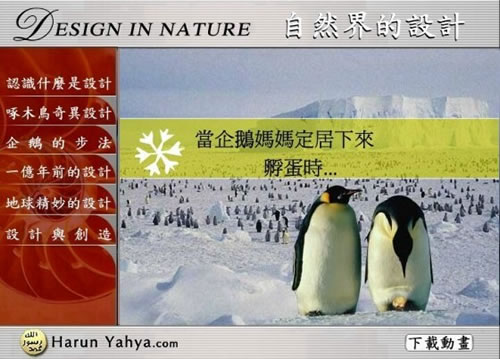 DESIGN IN NATURE 自然界的設計
認識什麼是設計
啄木鳥奇異設計
企鵝的步法
一億年前的設計
地球精妙的設計
設計與創造
當企鵝媽媽定居下來
孵蛋時...
الله
رسول
محمد
Harun Yahya.com
下載動畫